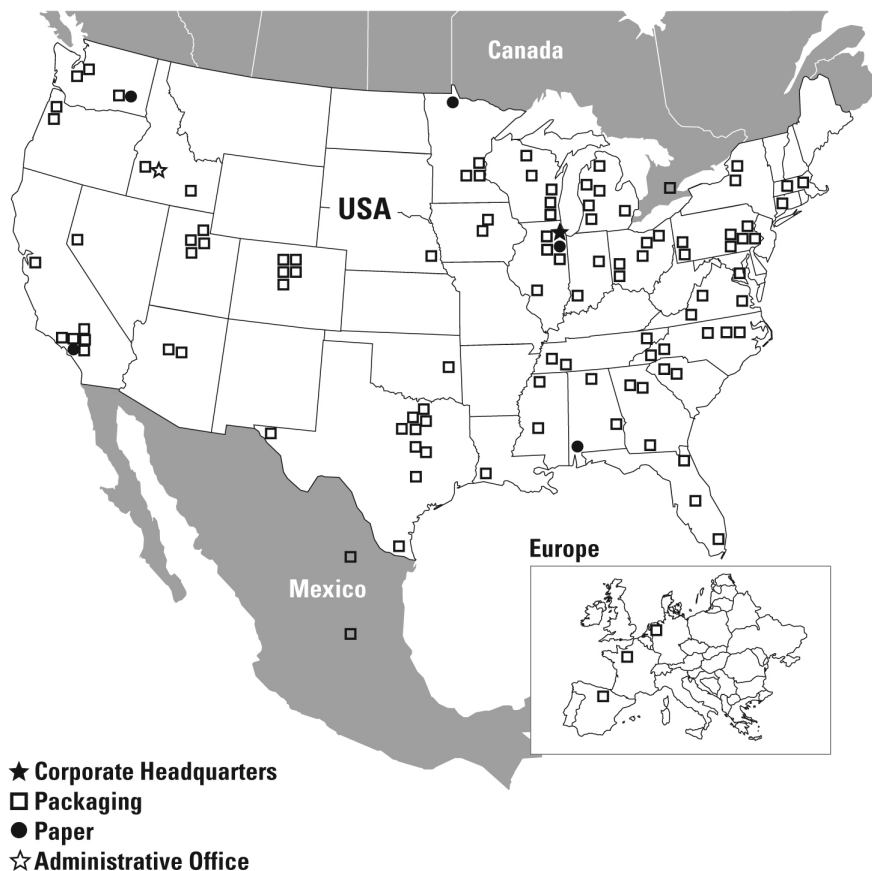 Canada
USA
Europe
Mexico
Corporate Headquarters
Packaging
Paper
Administrative Office